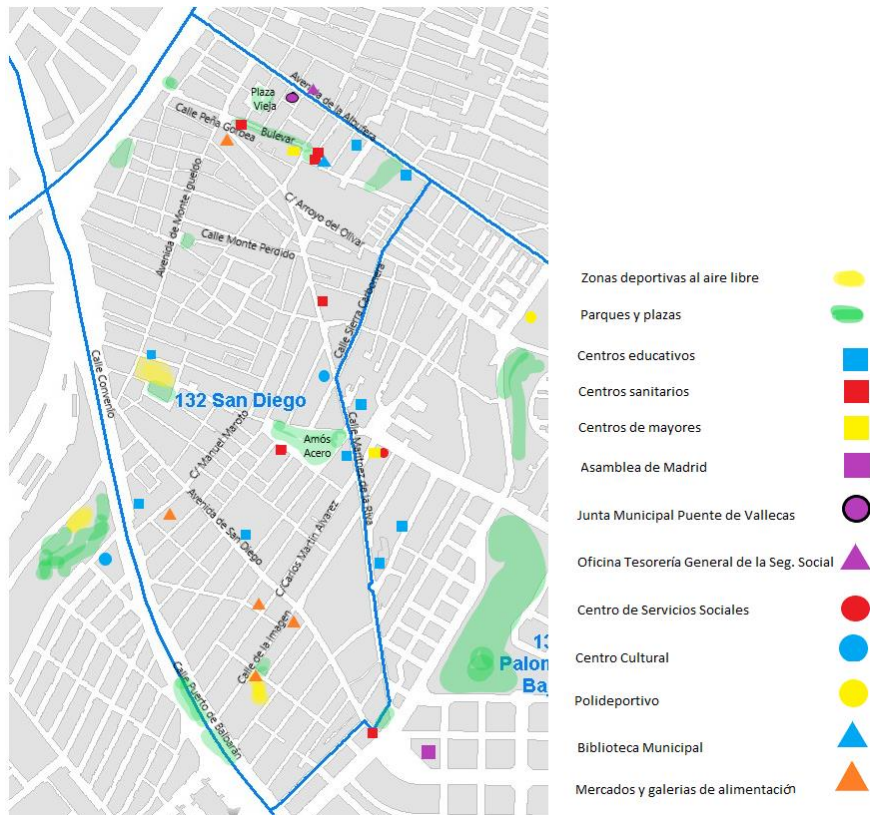 Avenida de la Albufera
Plaza
Vieja
Calle Peña Gorbea
Bulevar
C/ Arroyo del Olivar
Avenida de Monte Igueldo
Calle Monte Perdido
Calle Sierra Carbonera
Calle Convenio
132 San Diego
Amós
Acero
C/ Manuel Maroto
Calle Martínez de la Riva
Avenida de San Diego
C/Carlos Martín Alvarez
Calle de la Imagen
Calle Puerto de Balbarán
13
Palom
Ba
Zonas deportivas al aire libre
Parques y plazas
Centros educativos
Centros sanitarios
Centros de mayores
Asamblea de Madrid
Junta Municipal Puente de Vallecas
Oficina Tesorería General de la Seg. Social
Centro de Servicios Sociales
Centro Cultural
Polideportivo
Biblioteca Municipal
Mercados y galerias de alimentación